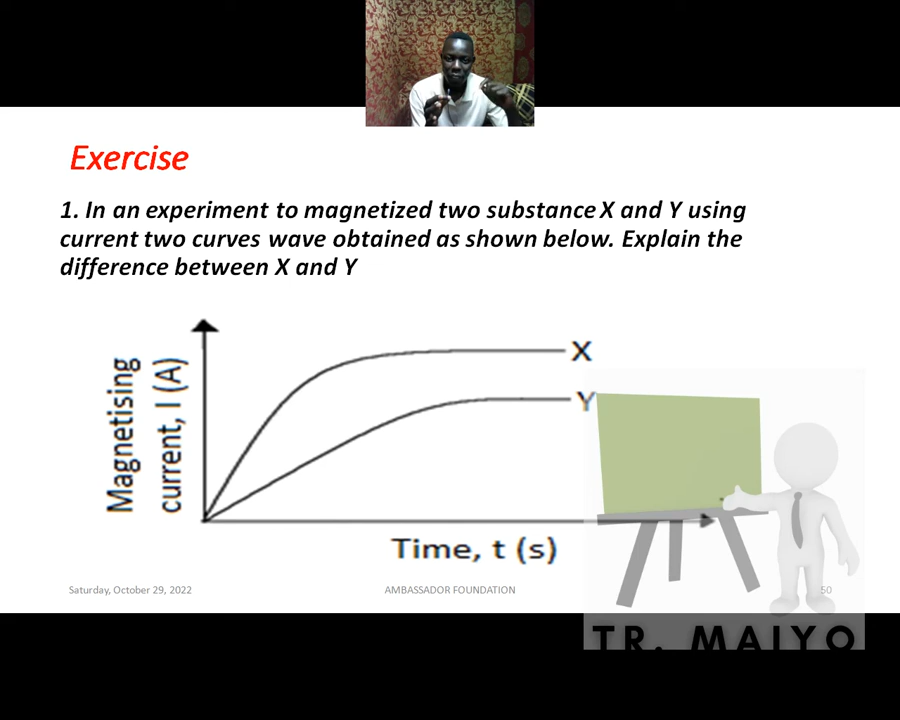 Exercise
1. In an experiment to magnetized two substance X and Y using
current two curves wave obtained as shown below. Explain the
difference between X and Y
Magnetising
current, I (A)
X
Y
Time, t (s)
Saturday, October 29, 2022
AMBASSADOR FOUNDATION
50
TR. MAIYO